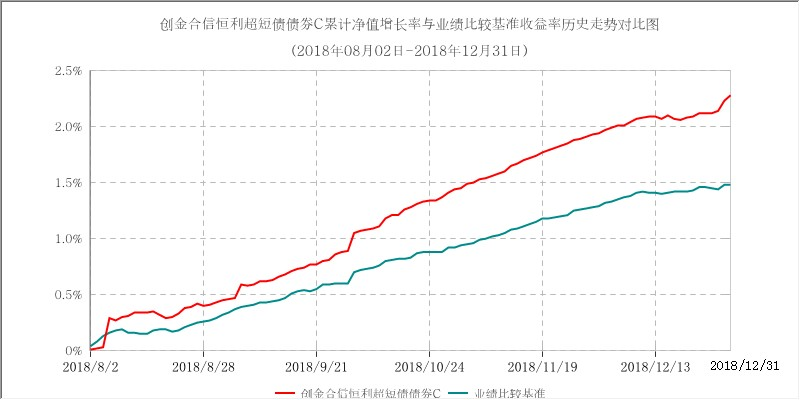 创金合信恒利超短债债券C累计净值增长率与业绩比较基准收益率历史走势对比图
(2018年08月02日-2018年12月31日)
2.5%
2.0%
1.5%
1.0%
0.5%
0%
2018/8/2 2018/8/28 2018/9/21 2018/10/24 2018/11/19 2018/12/13 2018/12/31
创金合信恒利超短债债券C 业绩比较基准